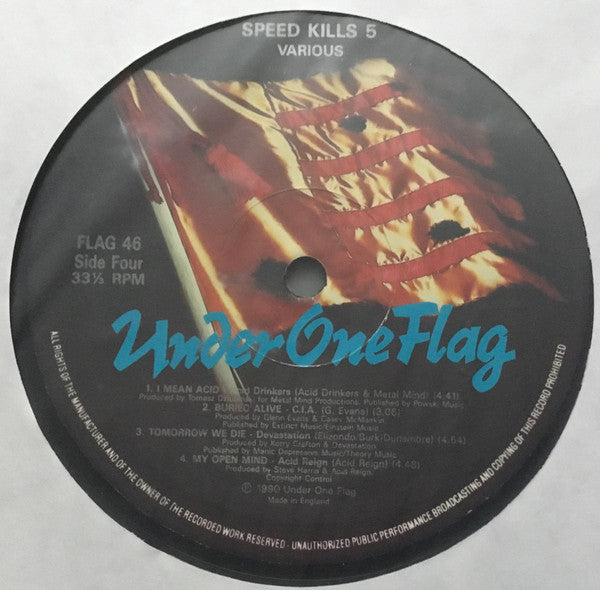 SPEED KILLS 5
VARIOUS
FLAG 46
Side Four
33⅓ RPM
Under One Flag
1. I MEAN ACID Acid Drinkers (Acid Drinkers & Metal Mind) (4.41)
Produced by Tomasz for Metal Mind Productions. Published by Music
2. BURIED ALIVE - C.I.A. (G. Evans) (3.06)
Produced by Glenn Evans & Casey McMackin
Published by Extinct Music/Einstein Music
3. TOMORROW WE DIE - Devastation (Elizondo/Burk/) (4.54)
Produced by Kerry & Devastation
Published by Manic Depression Music/Theory Music
4. MY OPEN MIND - Acid Reign (Acid Reign) (4.48)
Produced by Steve Harris & Acid Reign.
Copyright Control
℗ 1990 Under One Flag
Made in England
ALL RIGHTS OF THE MANUFACTURER AND OF THE OWNER OF THE RECORDED WORK RESERVED - UNAUTHORIZED PUBLIC PERFORMANCE BROADCASTING AND COPYING OF THIS RECORD PROHIBITED